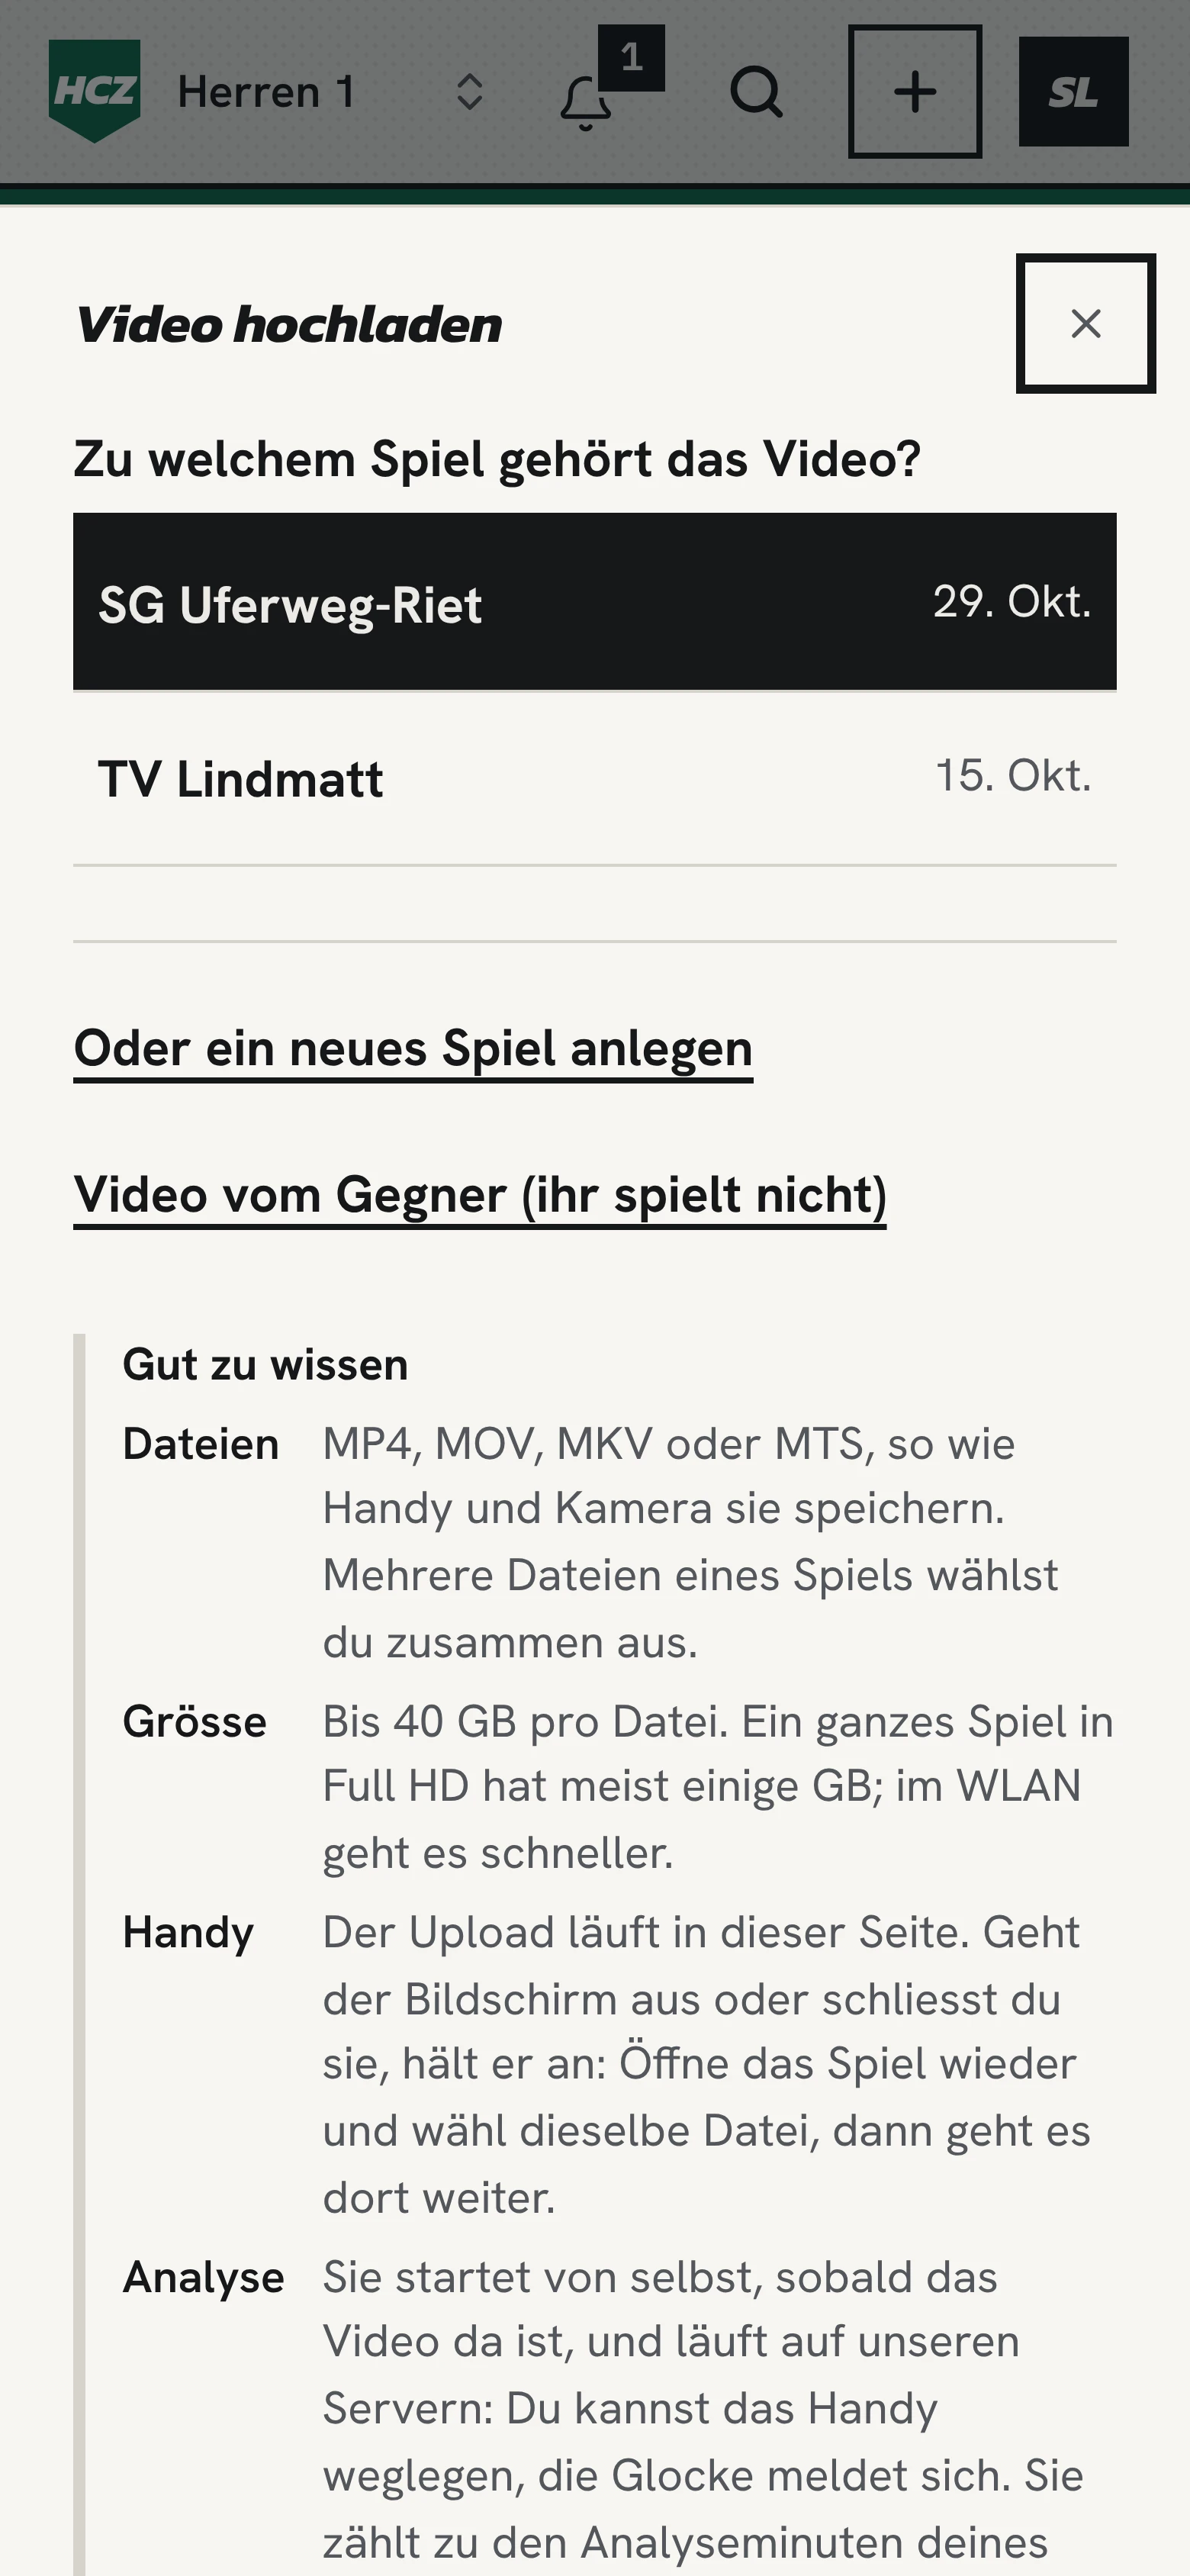 HCZ Herren 1 1 SL
Video hochladen
Zu welchem Spiel gehört das Video?
SG Uferweg-Riet 29. Okt.
TV Lindmatt 15. Okt.
Oder ein neues Spiel anlegen
Video vom Gegner (ihr spielt nicht)
Gut zu wissen
Dateien MP4, MOV, MKV oder MTS, so wie
Handy und Kamera sie speichern.
Mehrere Dateien eines Spiels wählst
du zusammen aus.
Grösse Bis 40 GB pro Datei. Ein ganzes Spiel in
Full HD hat meist einige GB; im WLAN
geht es schneller.
Handy Der Upload läuft in dieser Seite. Geht
der Bildschirm aus oder schliesst du
sie, hält er an: Öffne das Spiel wieder
und wähl dieselbe Datei, dann geht es
dort weiter.
Analyse Sie startet von selbst, sobald das
Video da ist, und läuft auf unseren
Servern: Du kannst das Handy
weglegen, die Glocke meldet sich. Sie
zählt zu den Analyseminuten deines